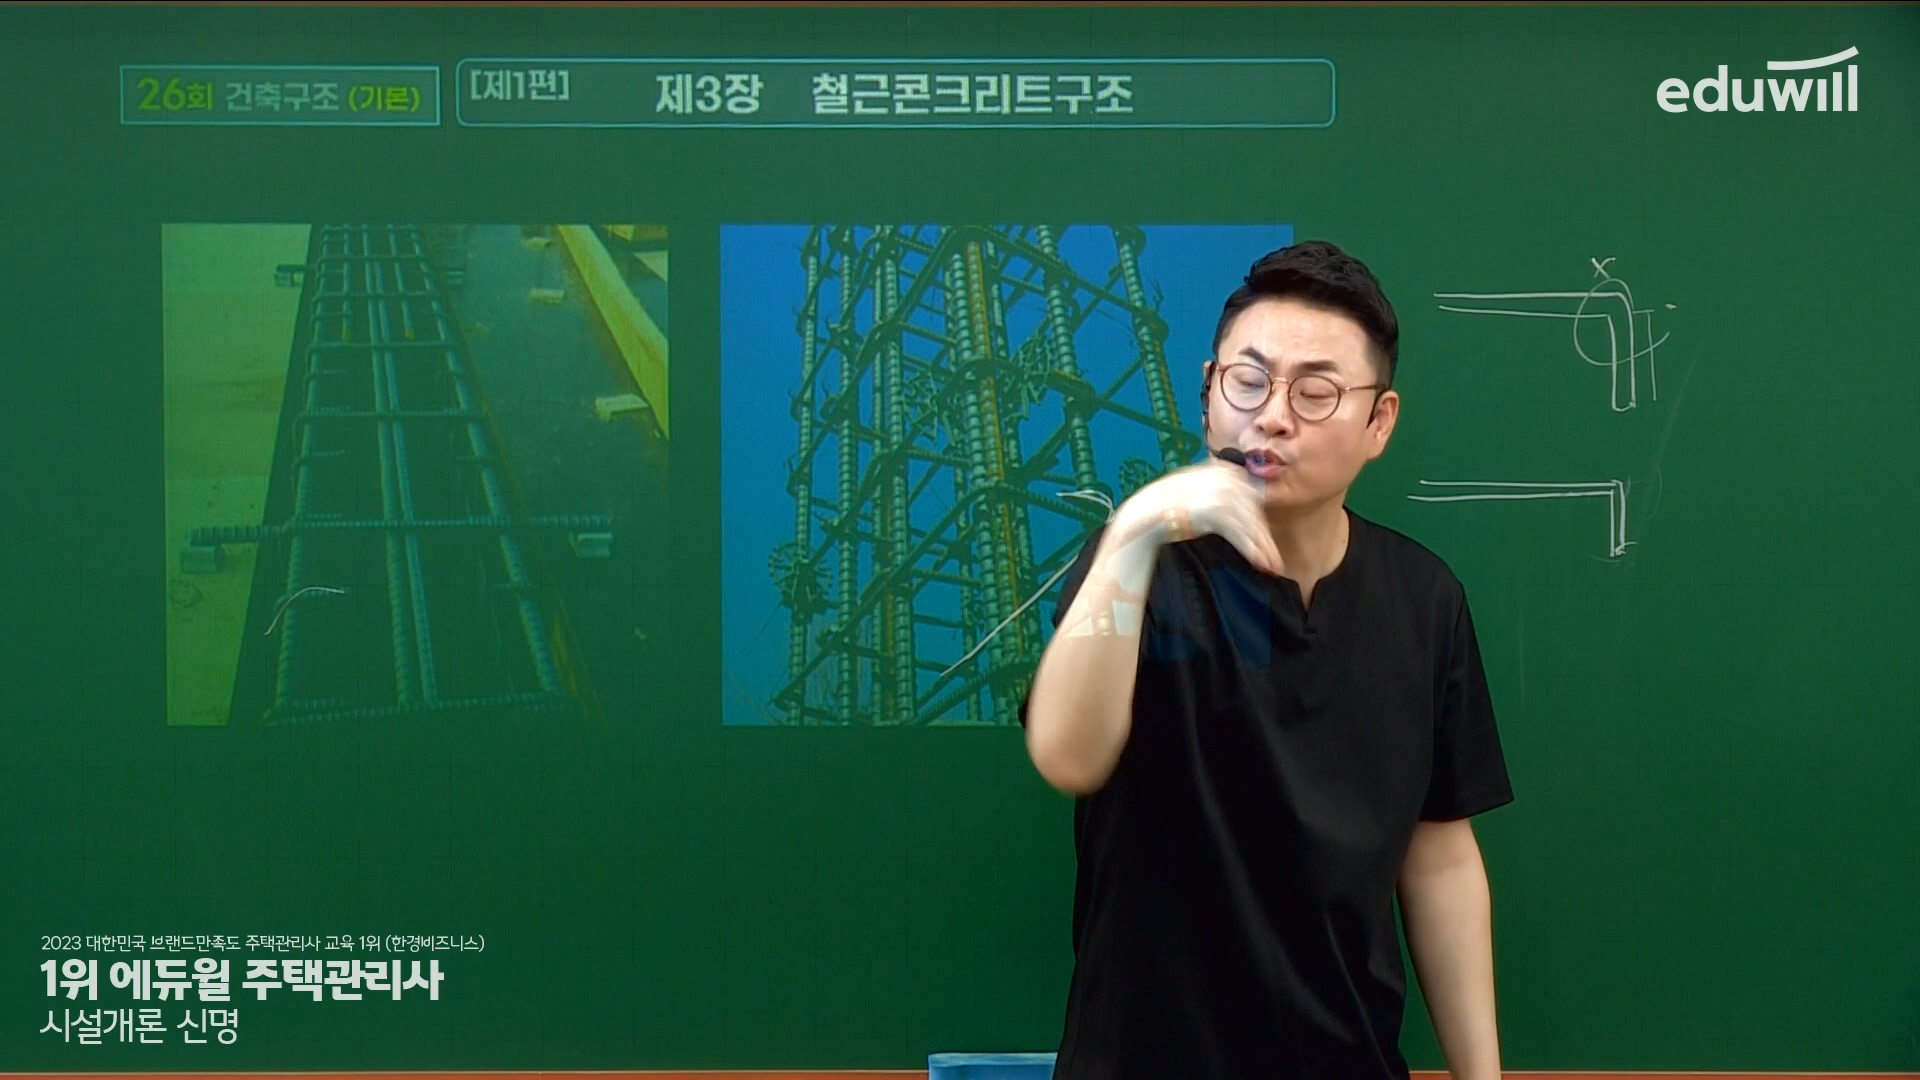 26회 건축구조 (기본)
[제1편] 제3장 철근콘크리트구조
eduwill
x
2023 대한민국 브랜드만족도 주택관리사 교육 1위 (한경비즈니스)
1위 에듀윌 주택관리사
시설개론 신명